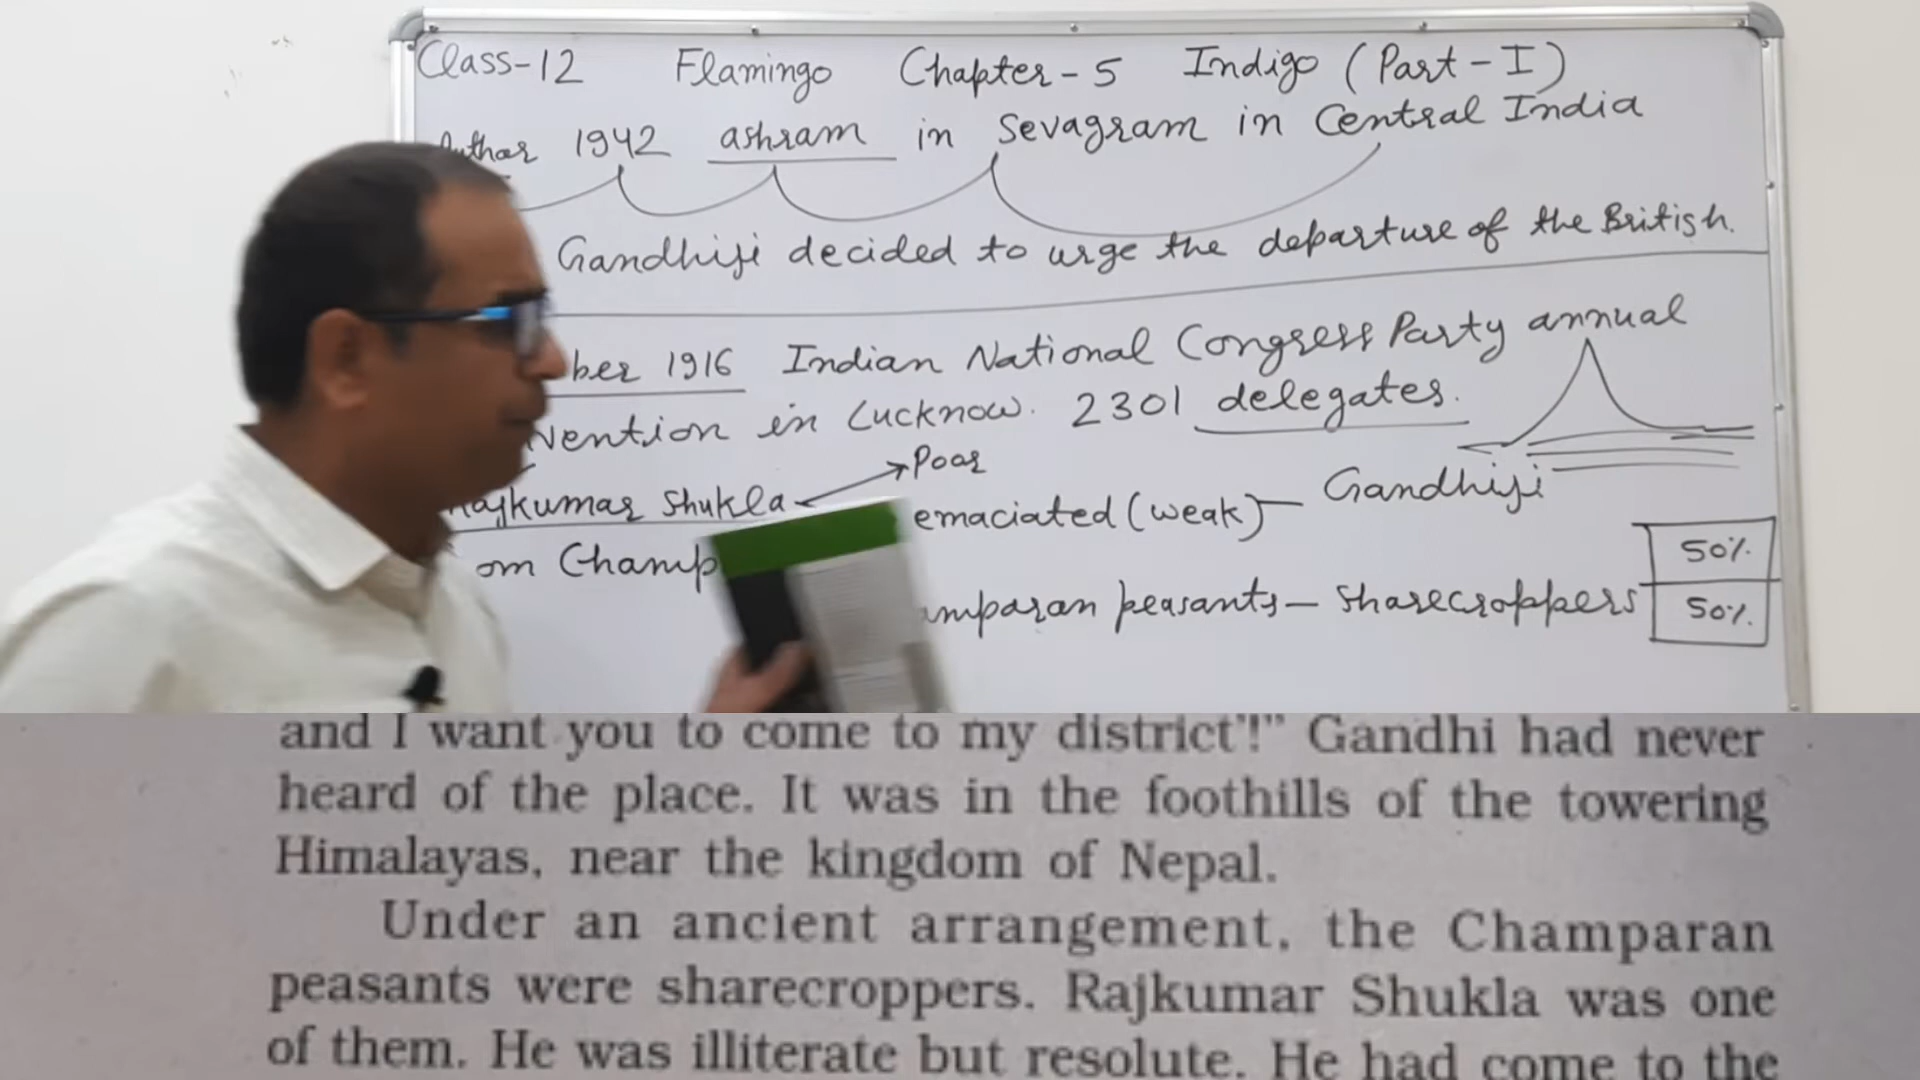 Class-12 Flamingo Chapter-5 Indigo (Part-I)
Author 1942 ashram in Sevagram in Central India
Gandhiji decided to urge the departure of the British.
ber 1916 Indian National Congress Party annual
vention in Lucknow. 2301 delegates.
Poor
Rajkumar Shukla emaciated (weak) — Gandhiji
50%
om Champ
amparan peasants — sharecroppers 50%.
and I want you to come to my district'!" Gandhi had never
heard of the place. It was in the foothills of the towering
Himalayas, near the kingdom of Nepal.
Under an ancient arrangement, the Champaran
peasants were sharecroppers. Rajkumar Shukla was one
of them. He was illiterate but resolute. He had come to the